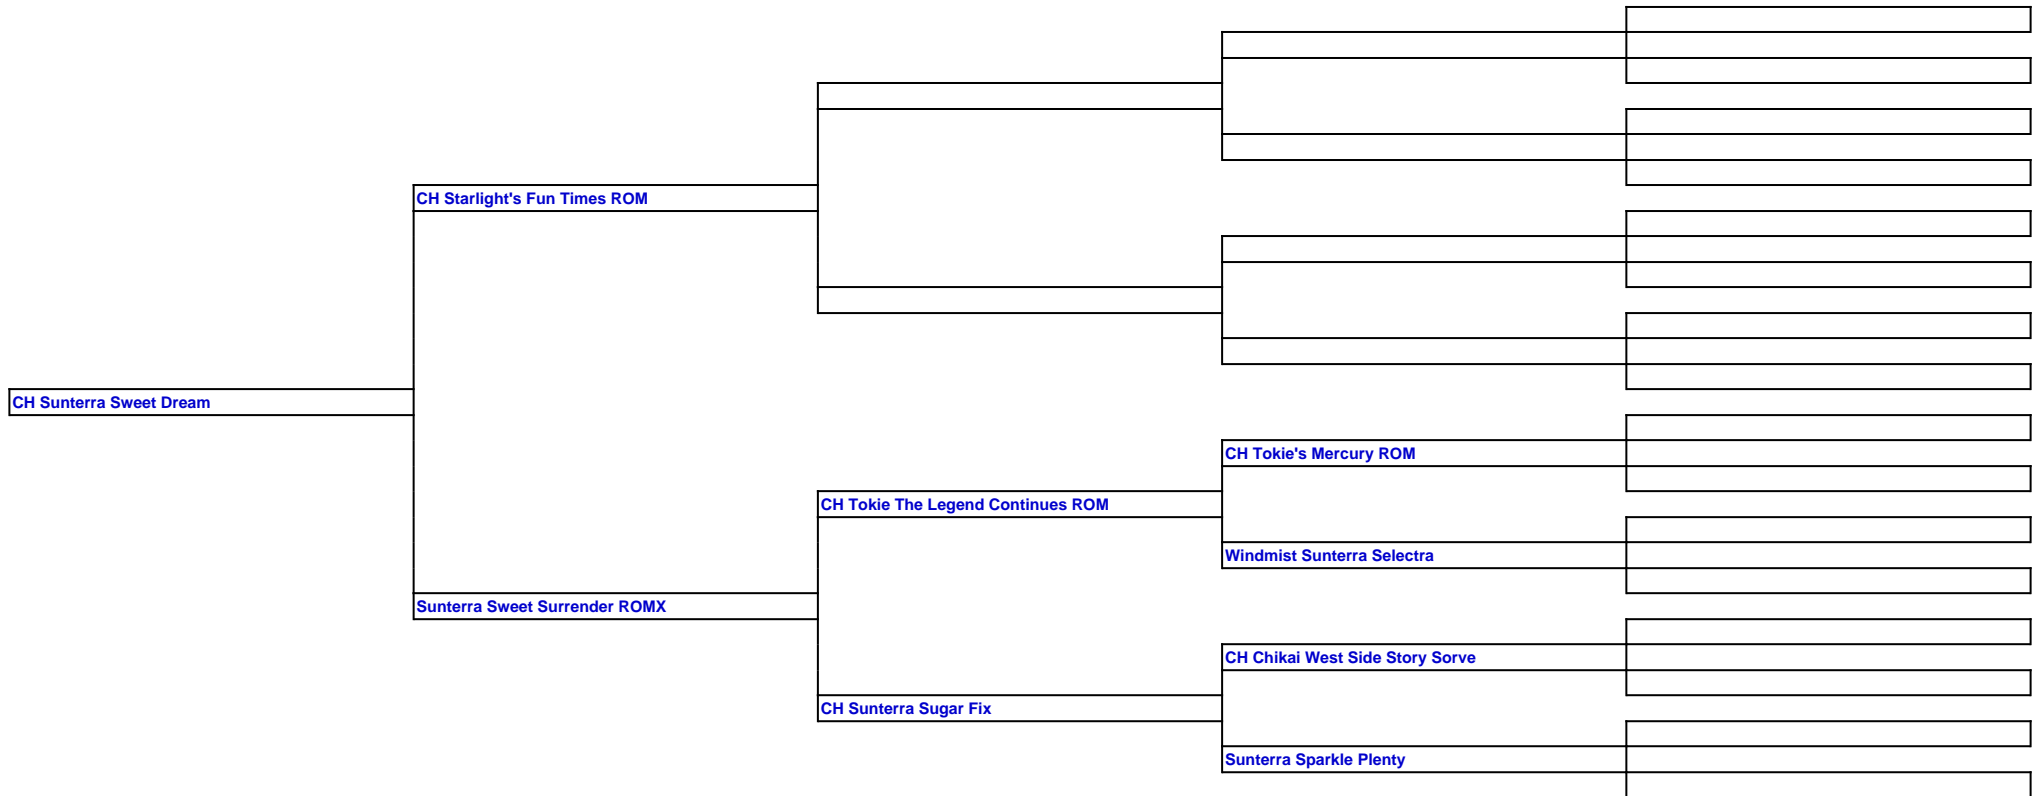 CH Starlight's Fun Times ROM
CH Sunterra Sweet Dream
CH Tokie's Mercury ROM
CH Tokie The Legend Continues ROM
Windmist Sunterra Selectra
Sunterra Sweet Surrender ROMX
CH Chikai West Side Story Sorve
CH Sunterra Sugar Fix
Sunterra Sparkle Plenty